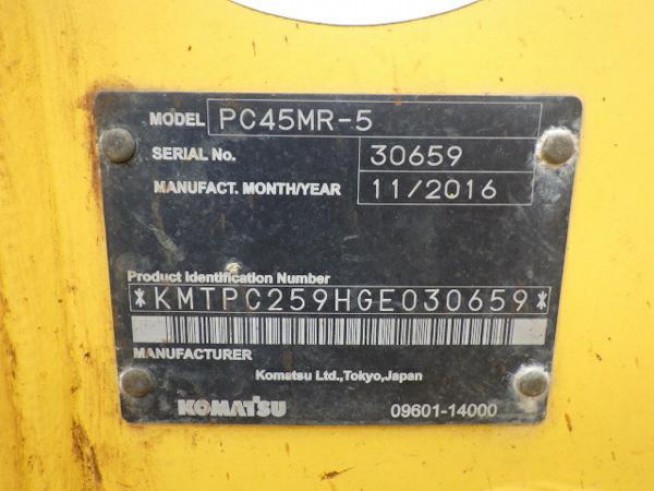 MODEL PC45MR-5
SERIAL No. 30659
MANUFACT. MONTH/YEAR 11/2016
Product Identification Number
*KMTPC259HGE030659*
MANUFACTURER
Komatsu Ltd.,Tokyo,Japan
KOMATSU 09601-14000